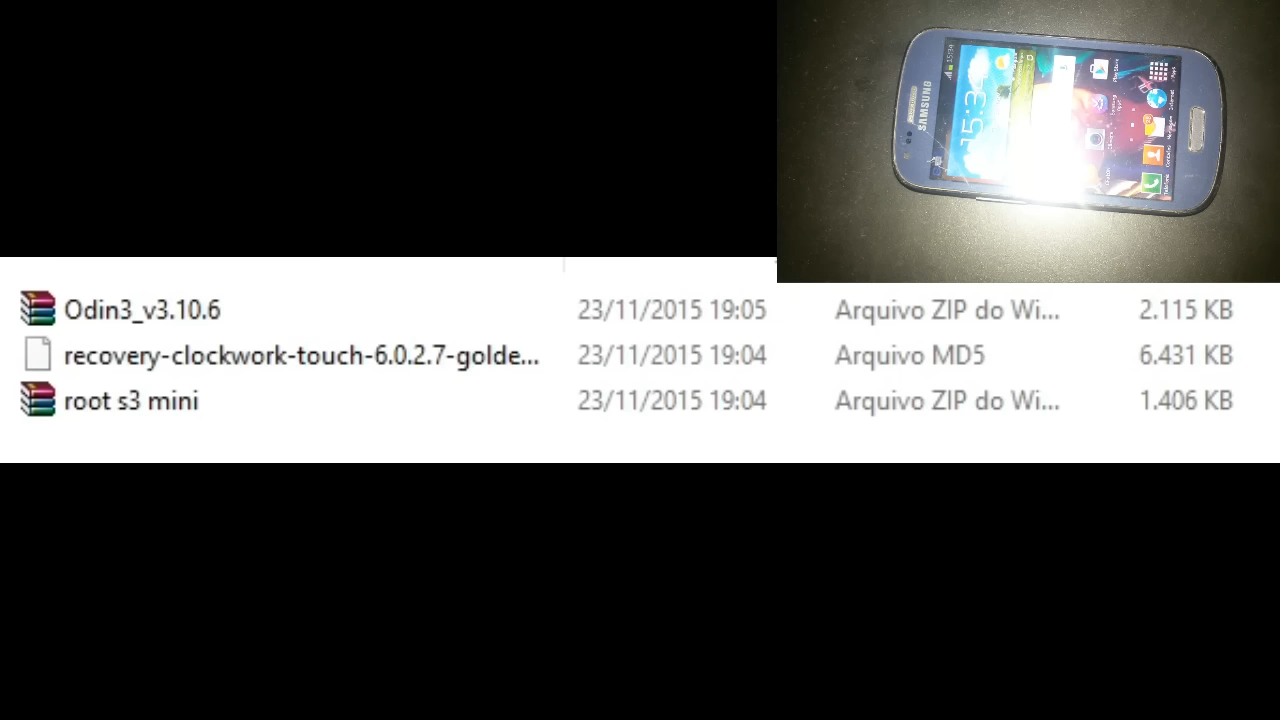 SAMSUNG
15:34
Odin3_v3.10.6 23/11/2015 19:05 Arquivo ZIP do Wi... 2.115 KB
recovery-clockwork-touch-6.0.2.7-golde... 23/11/2015 19:04 Arquivo MD5 6.431 KB
root s3 mini 23/11/2015 19:04 Arquivo ZIP do Wi... 1.406 KB